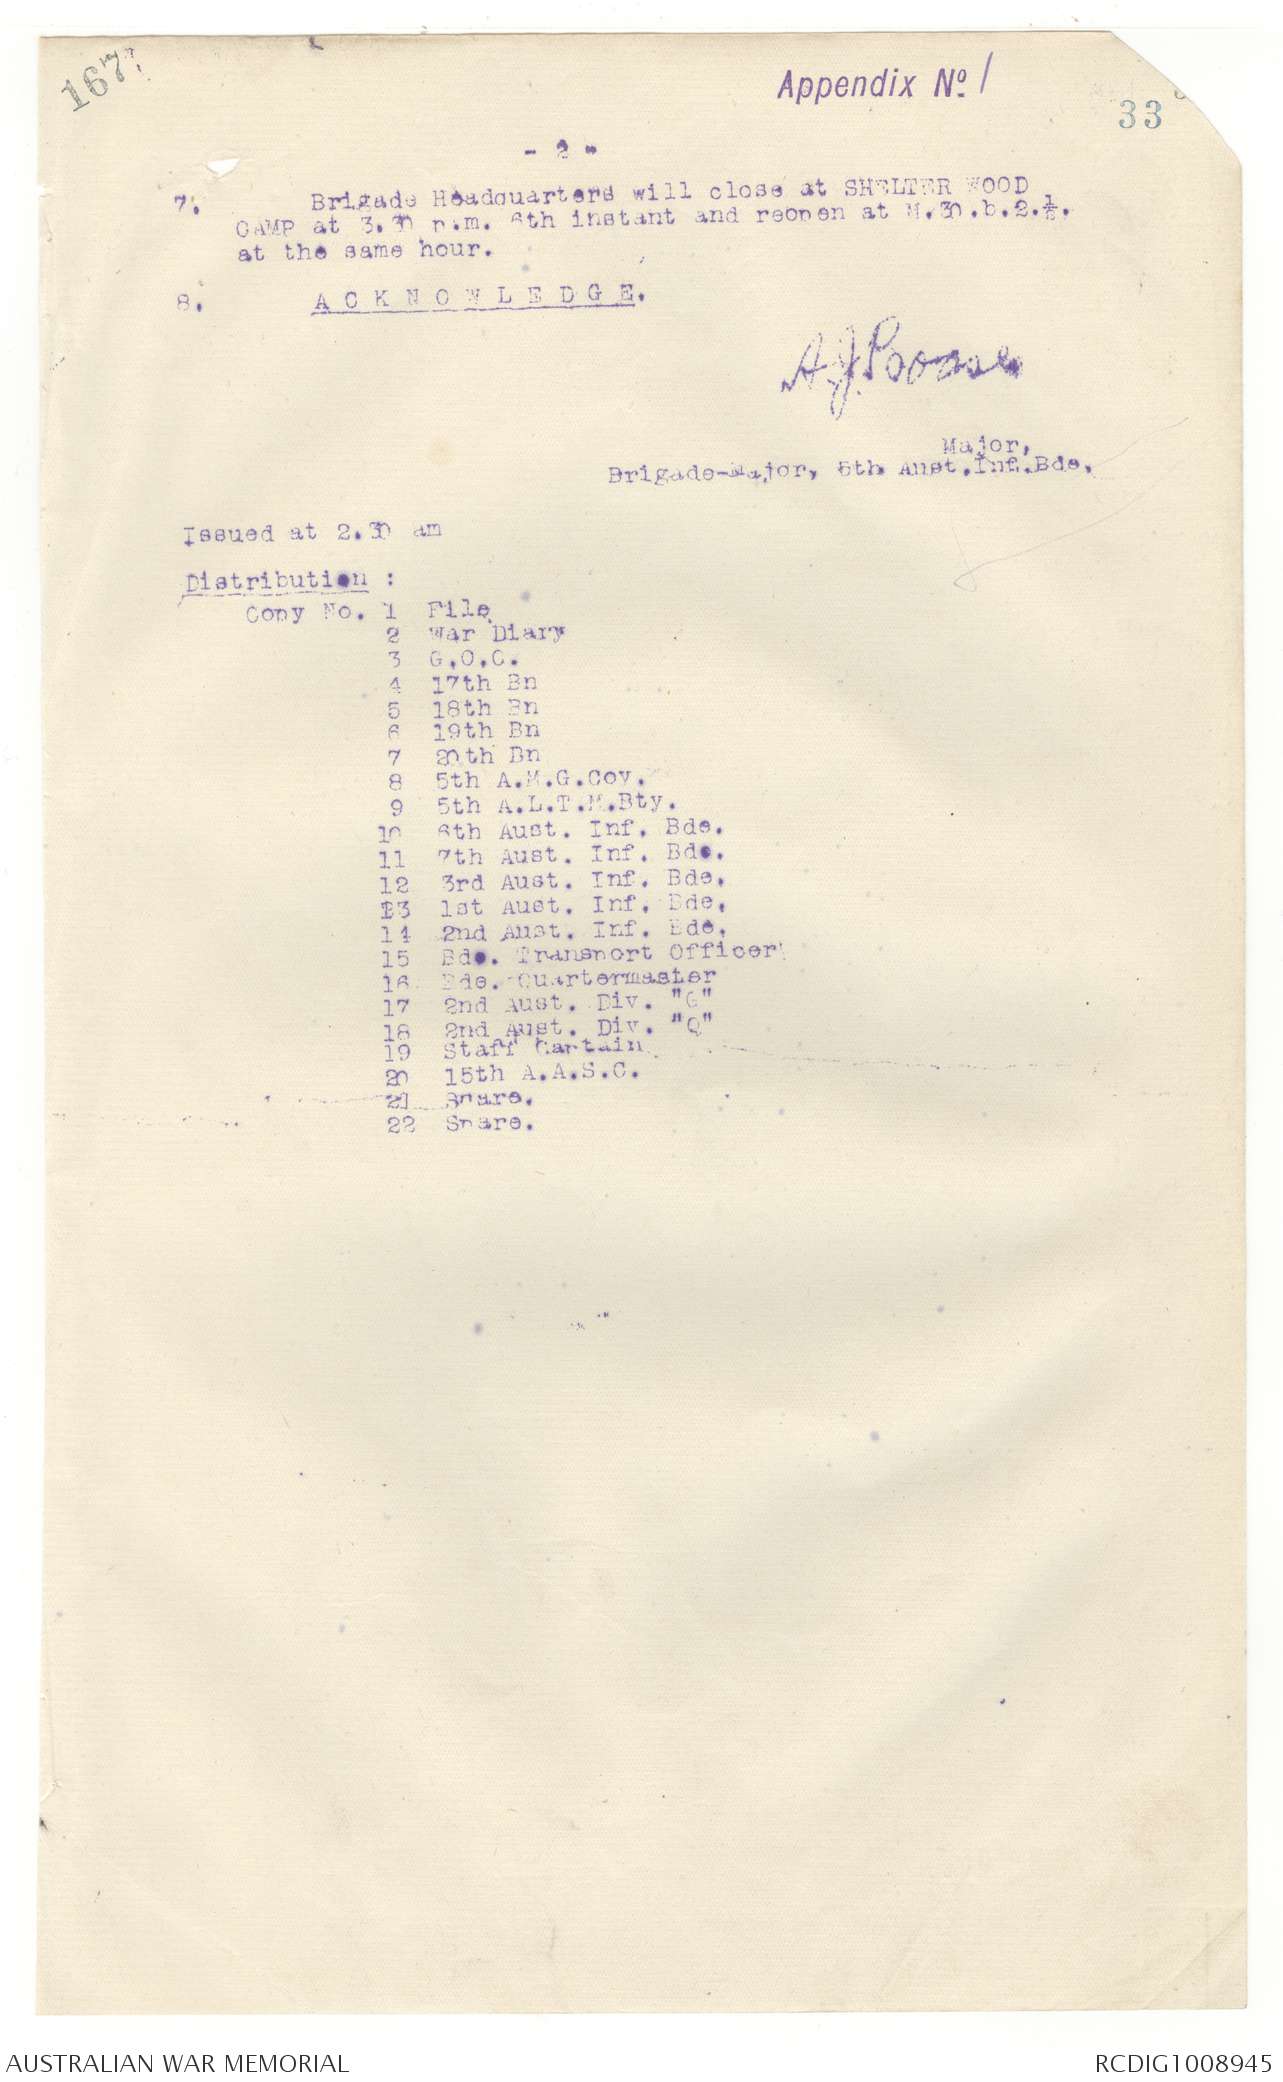 167.
Appendix No. 1
33
- 2 -
7. Brigade Headquarters will close at SHELTER WOOD
CAMP at 3.30 p.m. 6th instant and reopen at M.30.b.2.½.
at the same hour.
8. A C K N O W L E D G E.
Major,
Brigade-Major, 5th Aust.Inf.Bde.
Issued at 2.30 am
Distribution :
Copy No. 1 File
2 War Diary
3 G.O.C.
4 17th Bn
5 18th Bn
6 19th Bn
7 20th Bn
8 5th A.M.G.Coy.
9 5th A.L.T.M.Bty.
10 6th Aust. Inf. Bde.
11 7th Aust. Inf. Bde.
12 3rd Aust. Inf. Bde.
13 1st Aust. Inf. Bde.
14 2nd Aust. Inf. Bde.
15 Bde. Transport Officer
16 Bde. Quartermaster
17 2nd Aust. Div. "G"
18 2nd Aust. Div. "Q"
19 Staff Captain
20 15th A.A.S.C.
21 Spare.
22 Spare.
AUSTRALIAN WAR MEMORIAL
RCDIG1008945